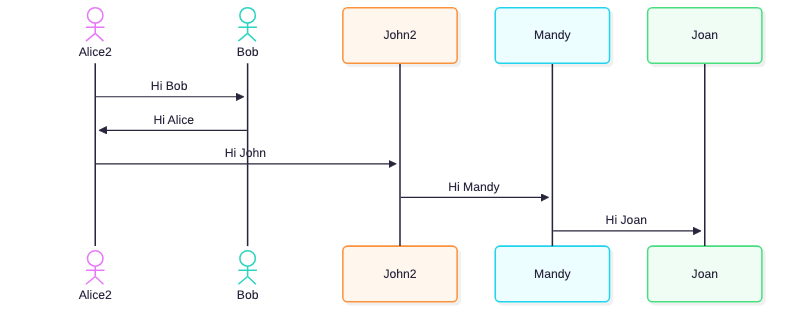 Alice2
Bob
John2
Mandy
Joan
Hi Bob
Hi Alice
Hi John
Hi Mandy
Hi Joan
Alice2
Bob
John2
Mandy
Joan